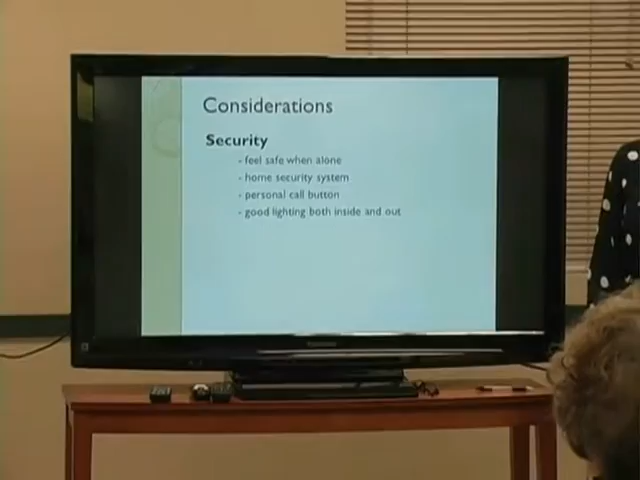 Considerations
Security
- feel safe when alone
- home security system
- personal call button
- good lighting both inside and out